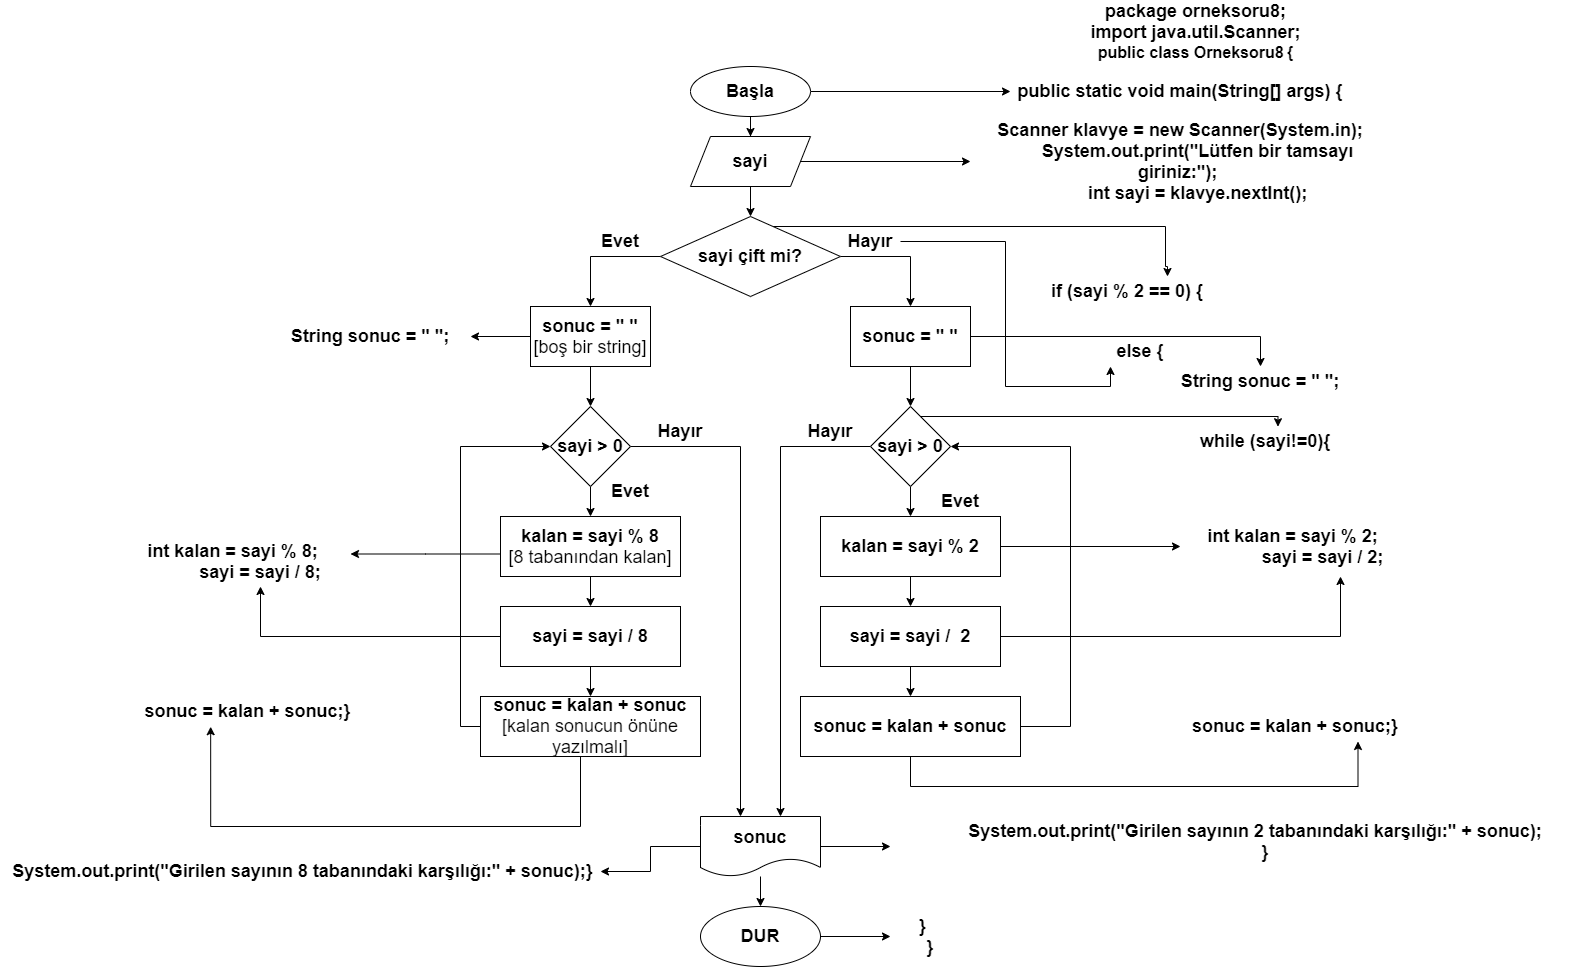 package orneksoru8;
import java.util.Scanner;
public class Orneksoru8 {
Başla
public static void main(String[] args) {
Scanner klavye = new Scanner(System.in);
System.out.print("Lütfen bir tamsayı
giriniz:");
int sayi = klavye.nextInt();
sayi
Evet
sayi çift mi?
Hayır
if (sayi % 2 == 0) {
String sonuc = " ";
sonuc = " "
[boş bir string]
sonuc = " "
else {
String sonuc = " ";
sayi > 0
Hayır
Hayır
sayi > 0
while (sayi!=0){
Evet
Evet
int kalan = sayi % 8;
sayi = sayi / 8;
kalan = sayi % 8
[8 tabanından kalan]
kalan = sayi % 2
int kalan = sayi % 2;
sayi = sayi / 2;
sayi = sayi / 8
sayi = sayi /  2
sonuc = kalan + sonuc;}
sonuc = kalan + sonuc
[kalan sonucun önüne
yazılmalı]
sonuc = kalan + sonuc
sonuc = kalan + sonuc;}
sonuc
System.out.print("Girilen sayının 2 tabanındaki karşılığı:" + sonuc);
}
System.out.print("Girilen sayının 8 tabanındaki karşılığı:" + sonuc);}
DUR
}
}